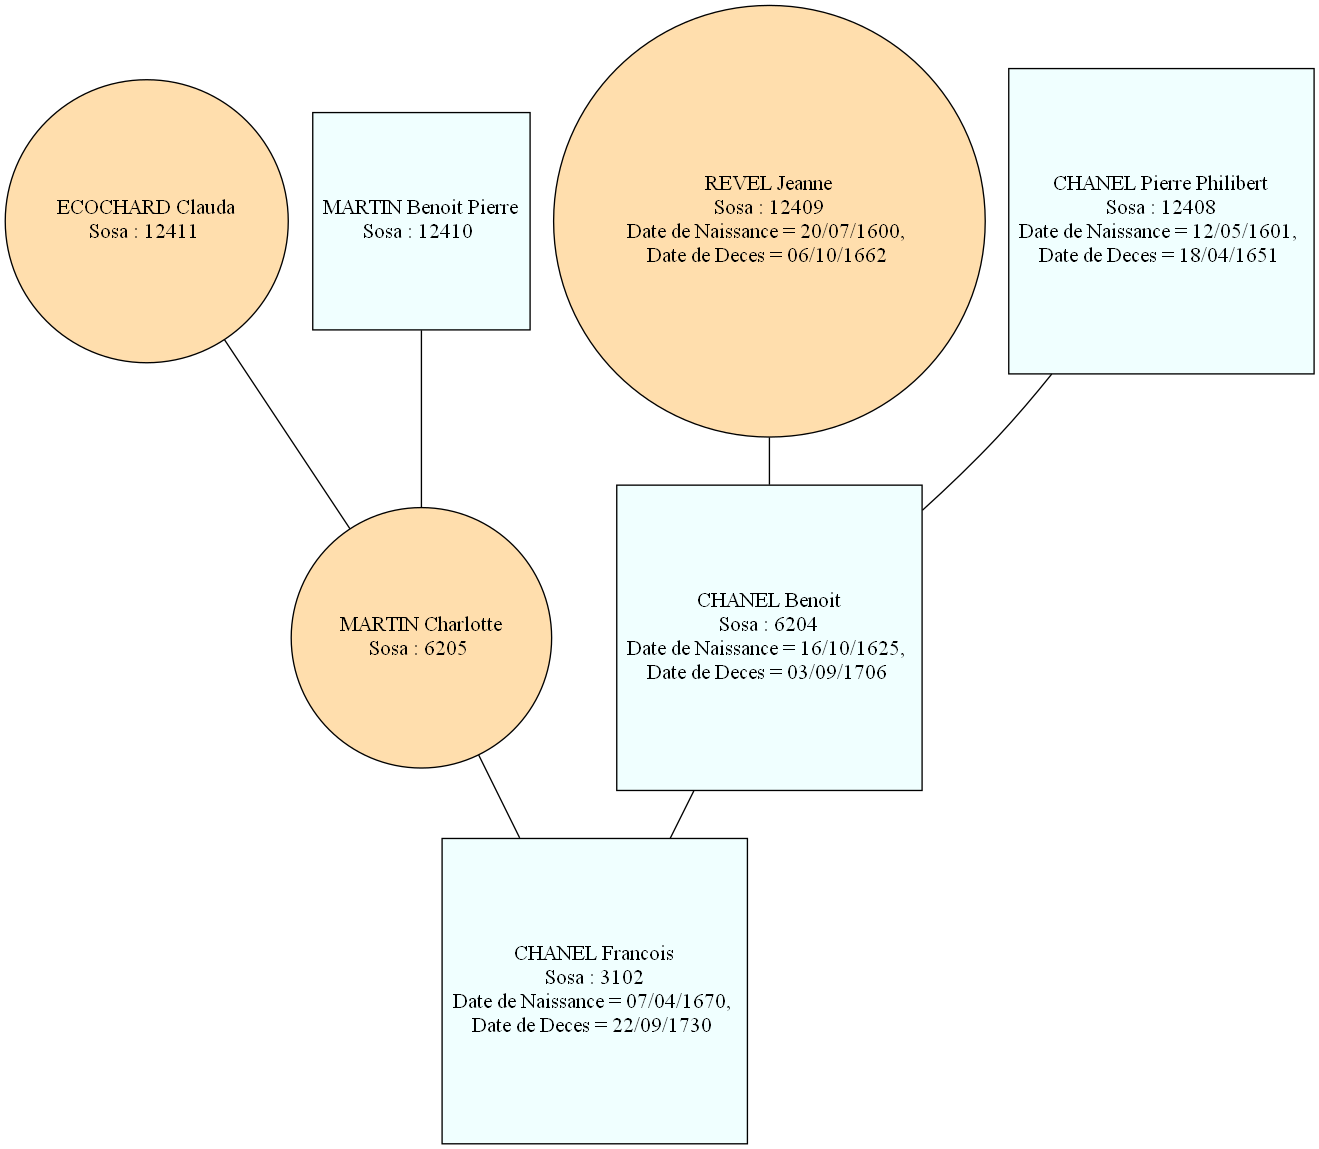 ECOCHARD Clauda
Sosa : 12411
MARTIN Benoit Pierre
Sosa : 12410
REVEL Jeanne
Sosa : 12409
Date de Naissance = 20/07/1600,
Date de Deces = 06/10/1662
CHANEL Pierre Philibert
Sosa : 12408
Date de Naissance = 12/05/1601,
Date de Deces = 18/04/1651
MARTIN Charlotte
Sosa : 6205
CHANEL Benoit
Sosa : 6204
Date de Naissance = 16/10/1625,
Date de Deces = 03/09/1706
CHANEL Francois
Sosa : 3102
Date de Naissance = 07/04/1670,
Date de Deces = 22/09/1730